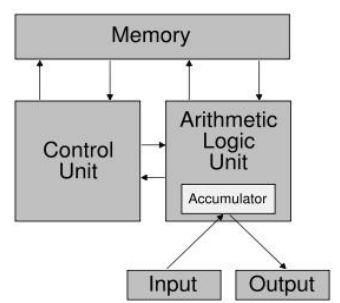 Memory
Control
Unit
Arithmetic
Logic
Unit
Accumulator
Input
Output